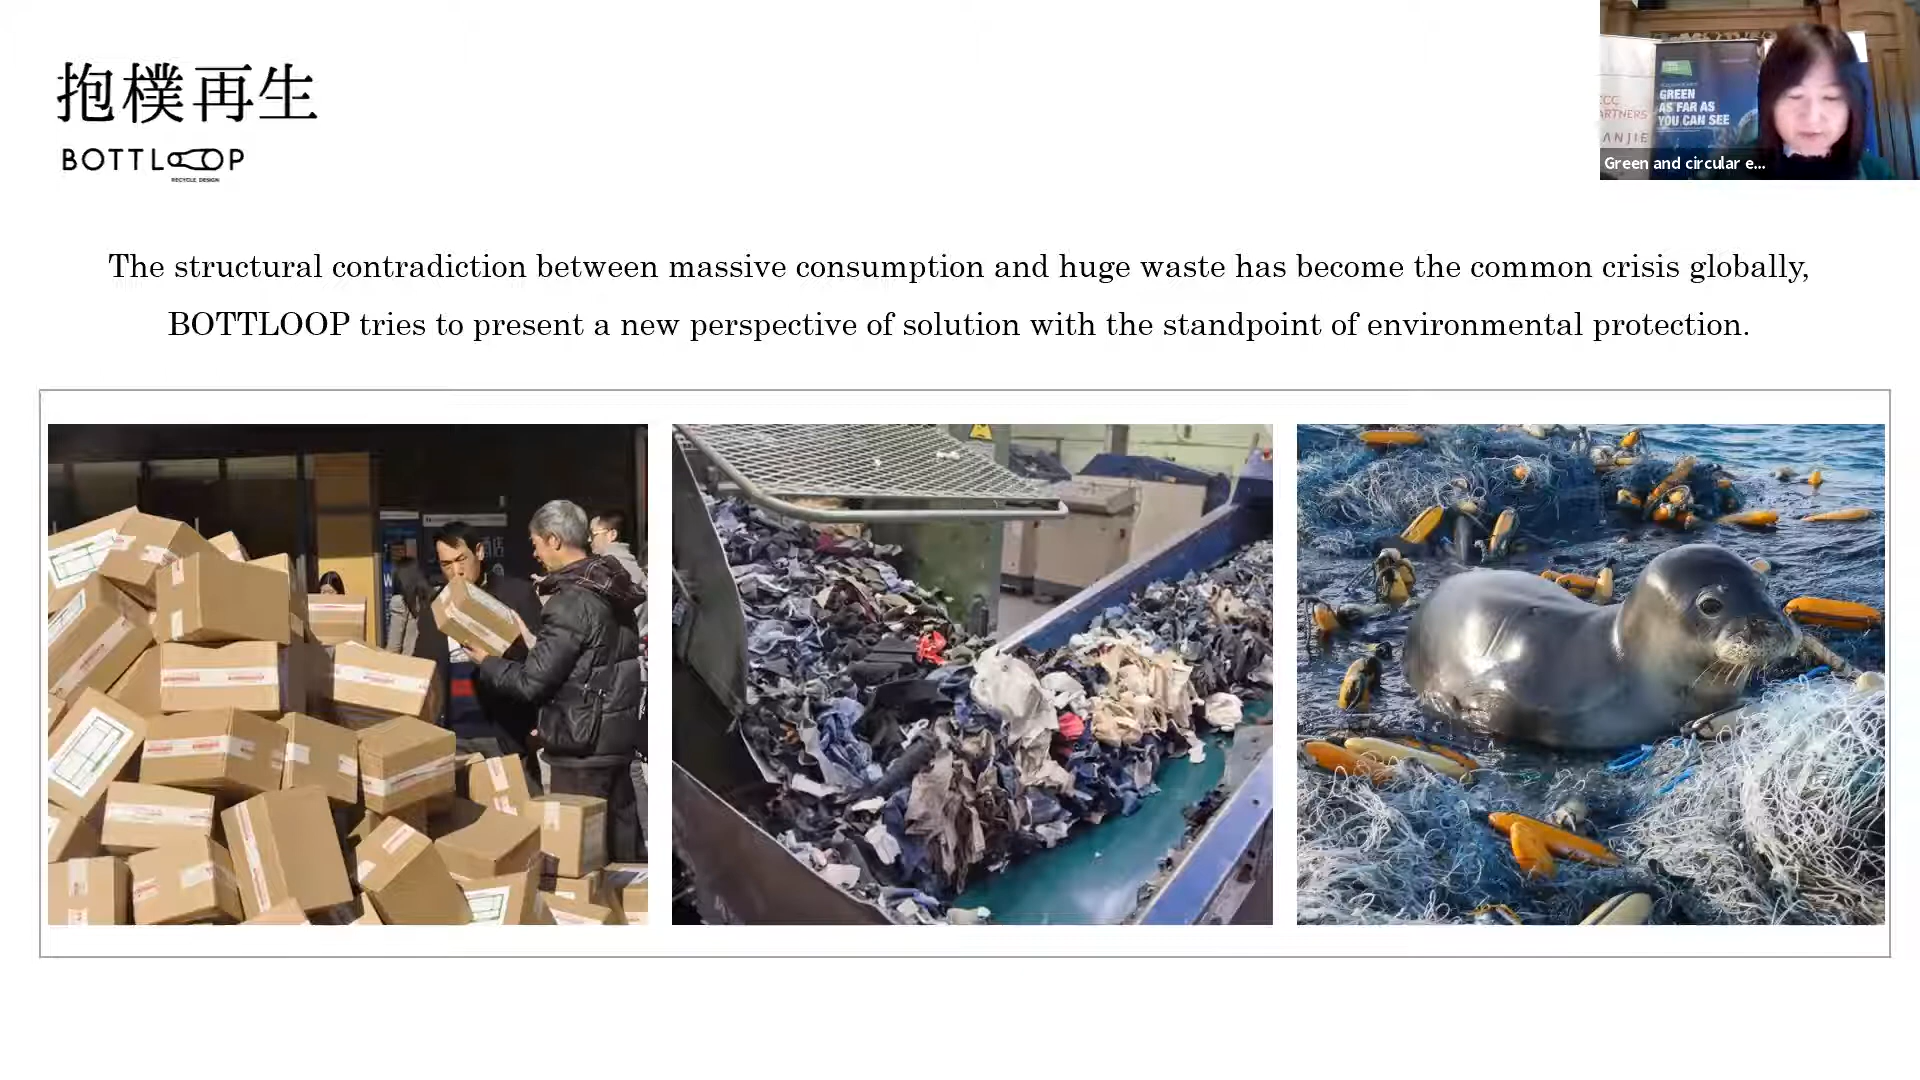 抱樸再生
BOTTLOOP
RECYCLE DESIGN
The structural contradiction between massive consumption and huge waste has become the common crisis globally,
BOTTLOOP tries to present a new perspective of solution with the standpoint of environmental protection.
GREEN
AS FAR AS
YOU CAN SEE
ARTNERS
ANJIE
Green and circular e...